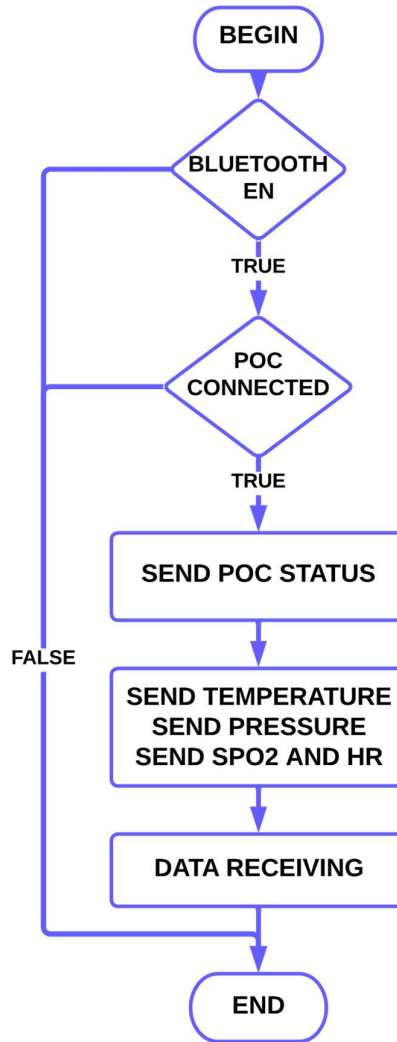 BEGIN
BLUETOOTH
EN
TRUE
POC
CONNECTED
TRUE
SEND POC STATUS
FALSE
SEND TEMPERATURE
SEND PRESSURE
SEND SPO2 AND HR
DATA RECEIVING
END